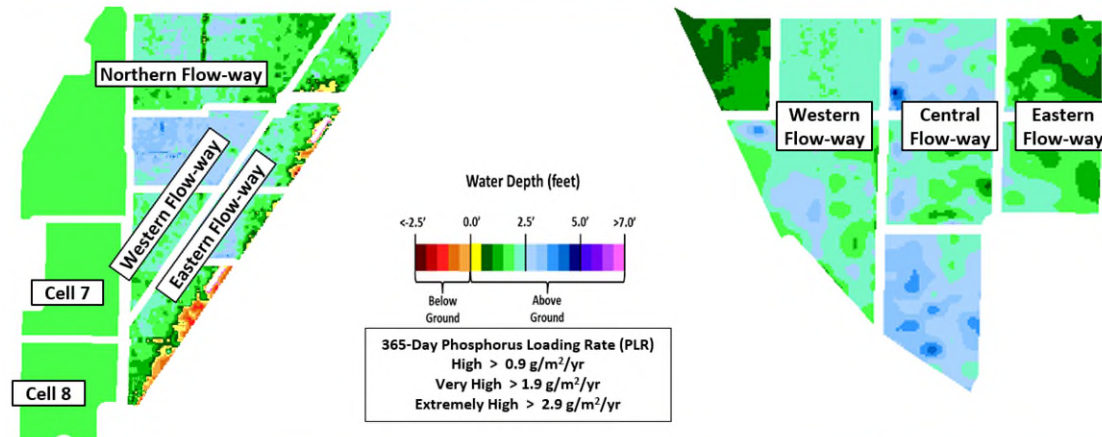 Northern Flow-way
Western Flow-way
Eastern Flow-way
Cell 7
Cell 8
Water Depth (feet)
<-2.5' 0.0' 2.5' 5.0' >7.0'
Below
Ground
Above
Ground
365-Day Phosphorus Loading Rate (PLR)
High > 0.9 g/m²/yr
Very High > 1.9 g/m²/yr
Extremely High > 2.9 g/m²/yr
Western
Flow-way
Central
Flow-way
Eastern
Flow-way